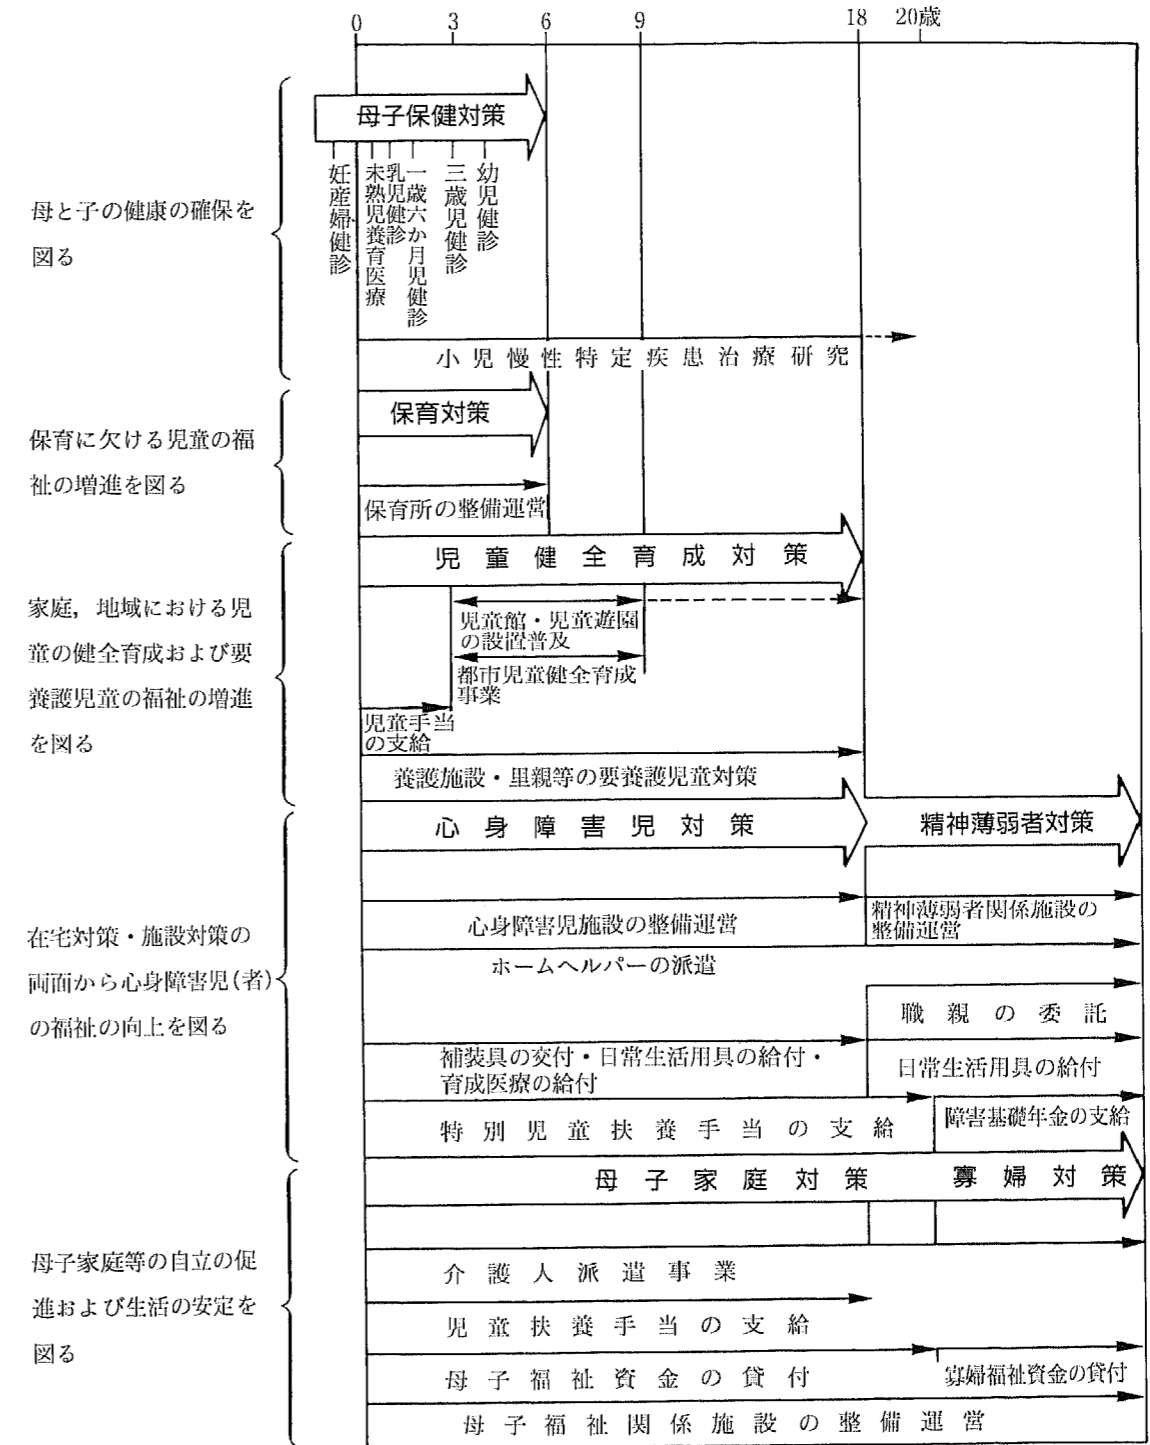 0 3 6 9 18 20歳
母と子の健康の確保を
図る
母子保健対策
妊産婦健診
未熟児養育医療
乳児健診
一歳六か月児健診
三歳児健診
幼児健診
小児慢性特定疾患治療研究
保育に欠ける児童の福
祉の増進を図る
保育対策
保育所の整備運営
家庭，地域における児
童の健全育成および要
養護児童の福祉の増進
を図る
児童健全育成対策
児童館・児童遊園
の設置普及
都市児童健全育成
事業
児童手当
の支給
養護施設・里親等の要養護児童対策
在宅対策・施設対策の
両面から心身障害児(者)
の福祉の向上を図る
心身障害児対策
精神薄弱者対策
心身障害児施設の整備運営
精神薄弱者関係施設の
整備運営
ホームヘルパーの派遣
職親の委託
補装具の交付・日常生活用具の給付・
育成医療の給付
日常生活用具の給付
特別児童扶養手当の支給
障害基礎年金の支給
母子家庭等の自立の促
進および生活の安定を
図る
母子家庭対策
寡婦対策
介護人派遣事業
児童扶養手当の支給
母子福祉資金の貸付
寡婦福祉資金の貸付
母子福祉関係施設の整備運営